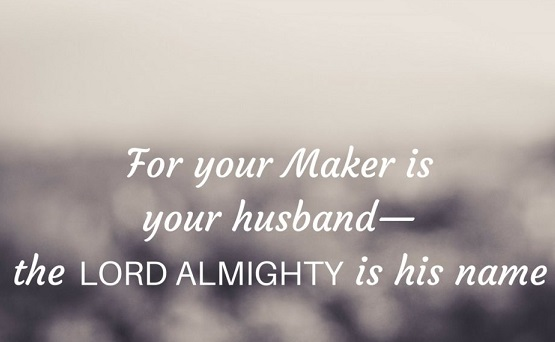 For your Maker is
your husband—
the LORD ALMIGHTY is his name